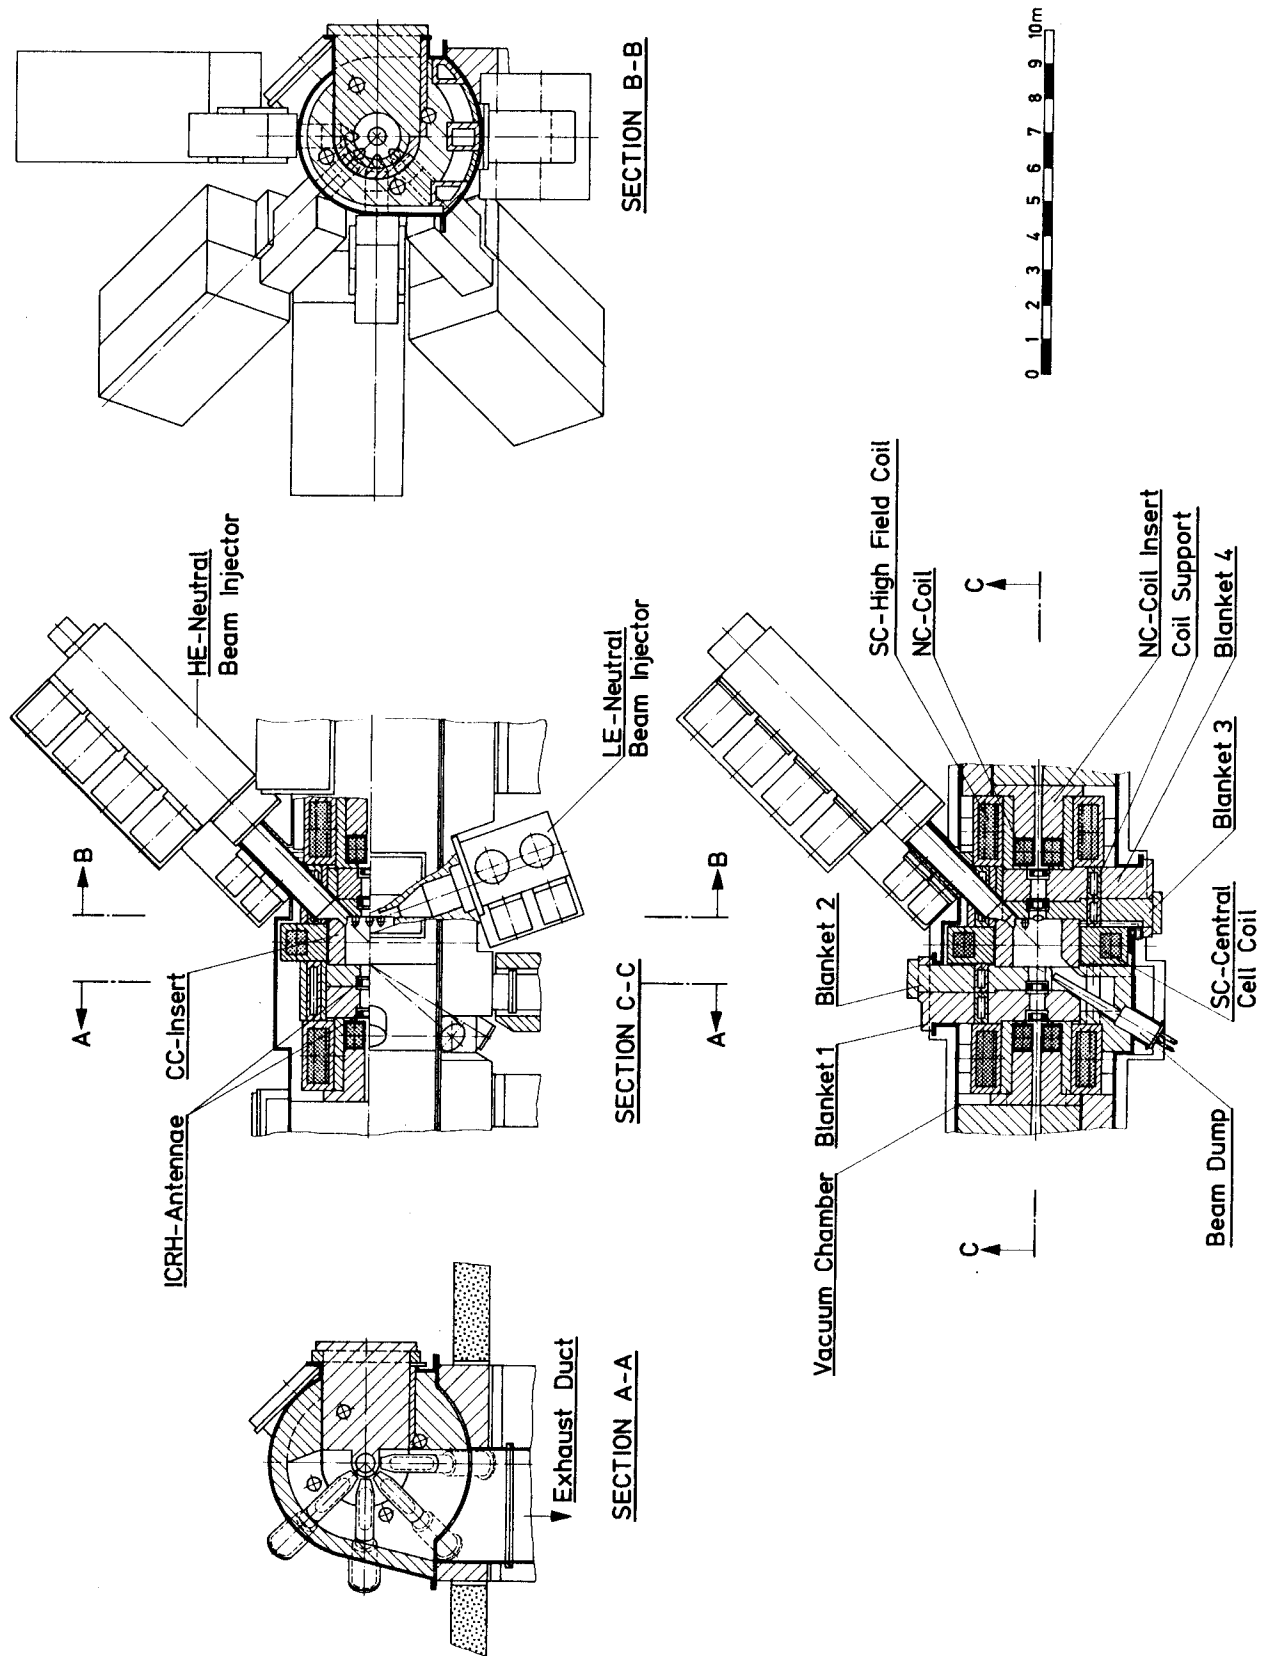 SECTION B-B
0 1 2 3 4 5 6 7 8 9 10m
HE-Neutral
Beam Injector
LE-Neutral
Beam Injector
A
B
CC-Insert
ICRH-Antennae
SECTION C-C
A
B
SC-High Field Coil
NC-Coil
C
NC-Coil Insert
Coil Support
Blanket 4
Blanket 3
SC-Central
Cell Coil
Blanket 2
Blanket 1
Vacuum Chamber
Beam Dump
C
Exhaust Duct
SECTION A-A